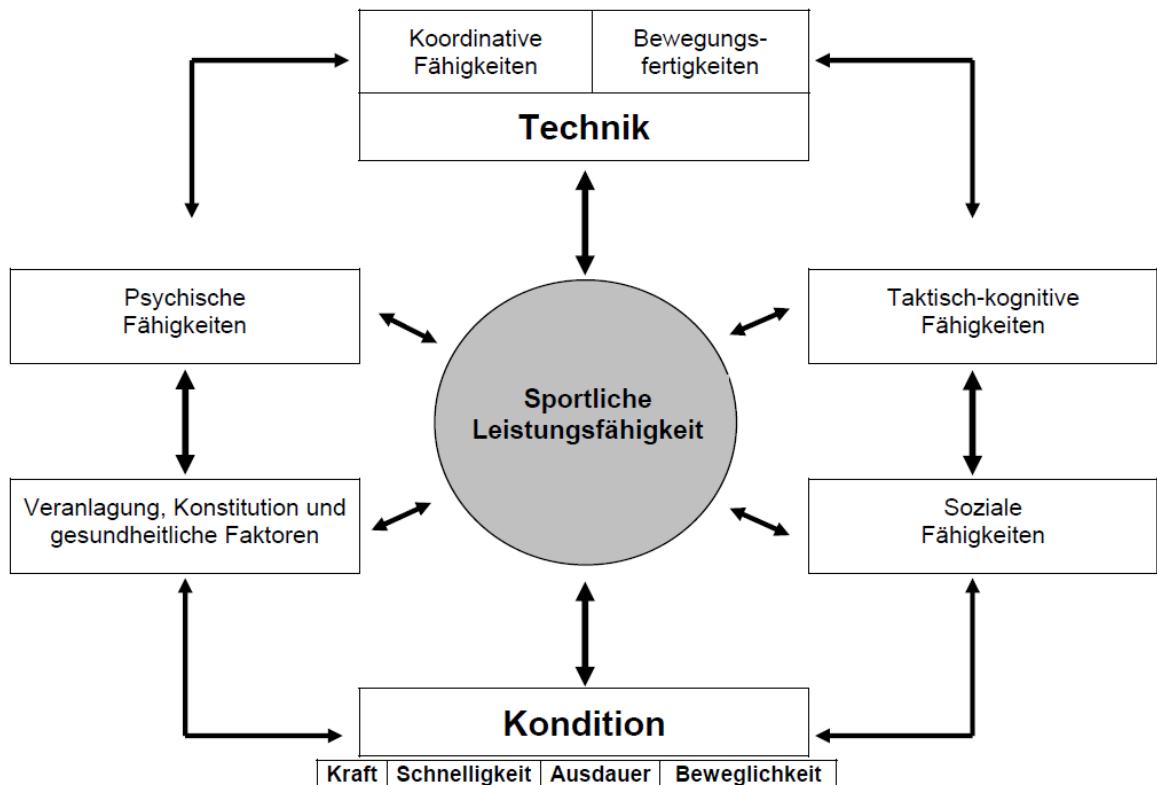 Koordinative
Fähigkeiten
Bewegungs-
fertigkeiten
Technik
Psychische
Fähigkeiten
Taktisch-kognitive
Fähigkeiten
Sportliche
Leistungsfähigkeit
Veranlagung, Konstitution und
gesundheitliche Faktoren
Soziale
Fähigkeiten
Kondition
Kraft Schnelligkeit Ausdauer Beweglichkeit